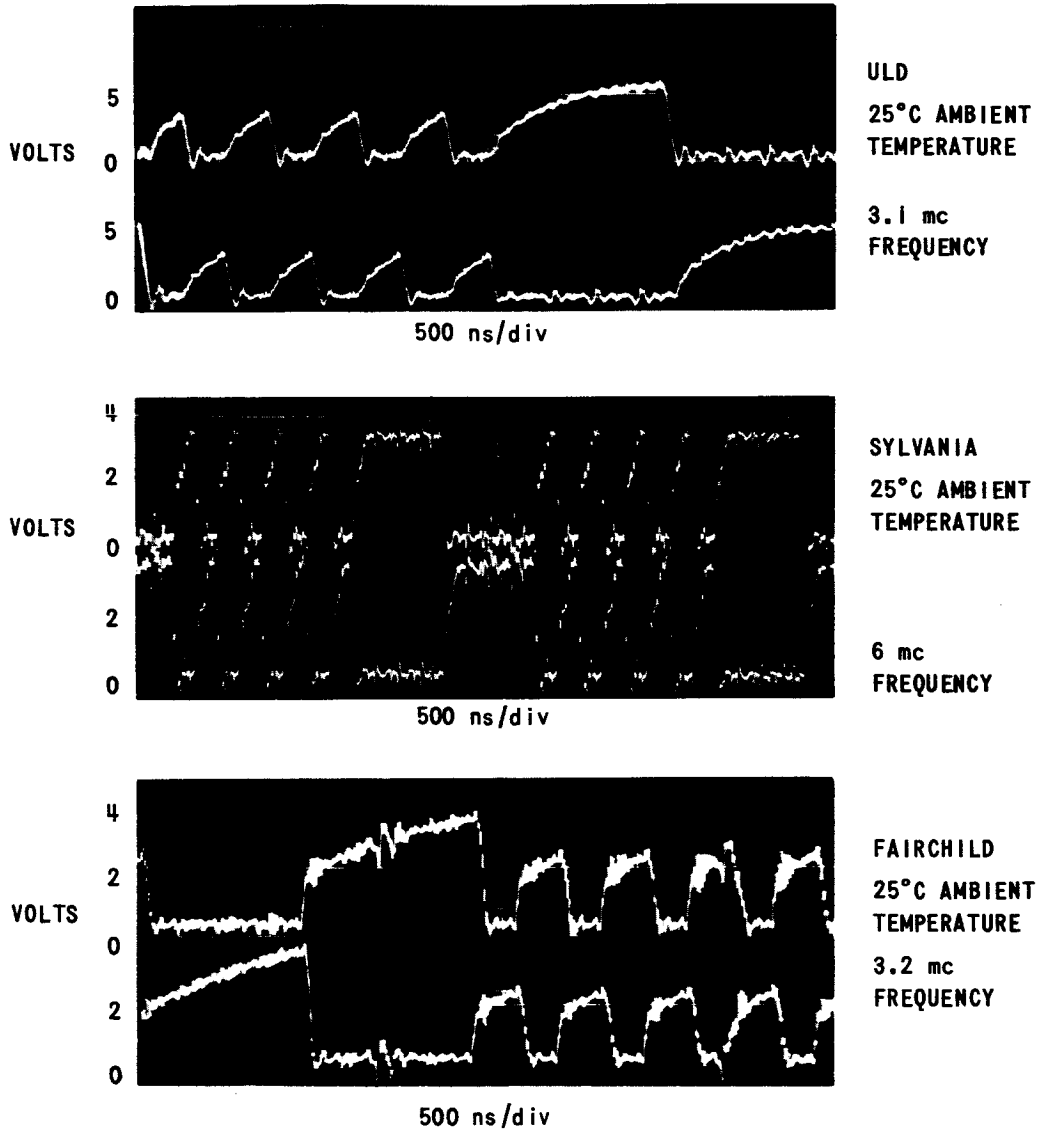 5
VOLTS
0
5
0
500 ns/div
ULD
25°C AMBIENT
TEMPERATURE
3.1 mc
FREQUENCY
4
2
VOLTS
0
2
0
500 ns/div
SYLVANIA
25°C AMBIENT
TEMPERATURE
6 mc
FREQUENCY
4
2
VOLTS
0
2
0
500 ns/div
FAIRCHILD
25°C AMBIENT
TEMPERATURE
3.2 mc
FREQUENCY